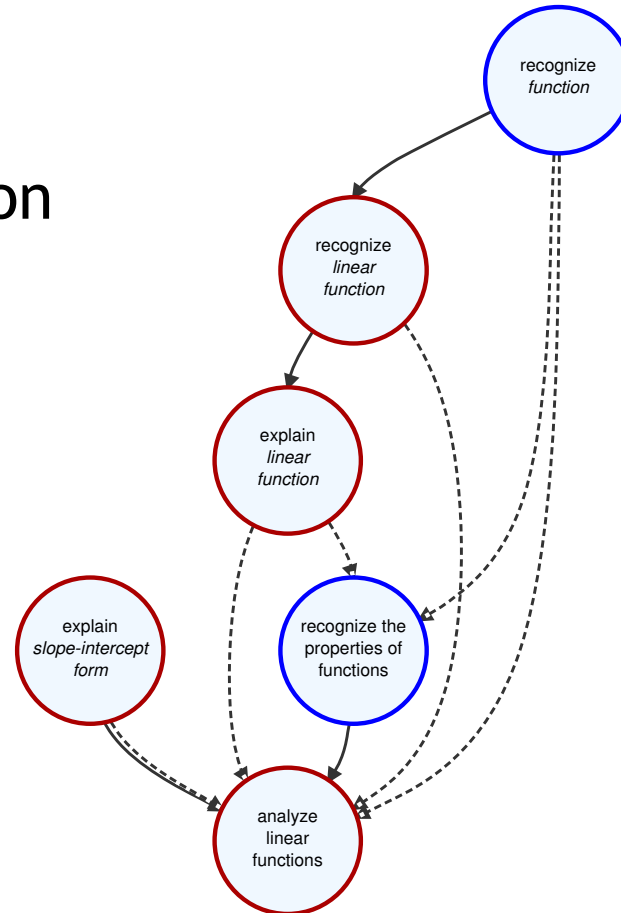 recognize
function
on
recognize
linear
function
explain
linear
function
explain
slope-intercept
form
recognize the
properties of
functions
analyze
linear
functions